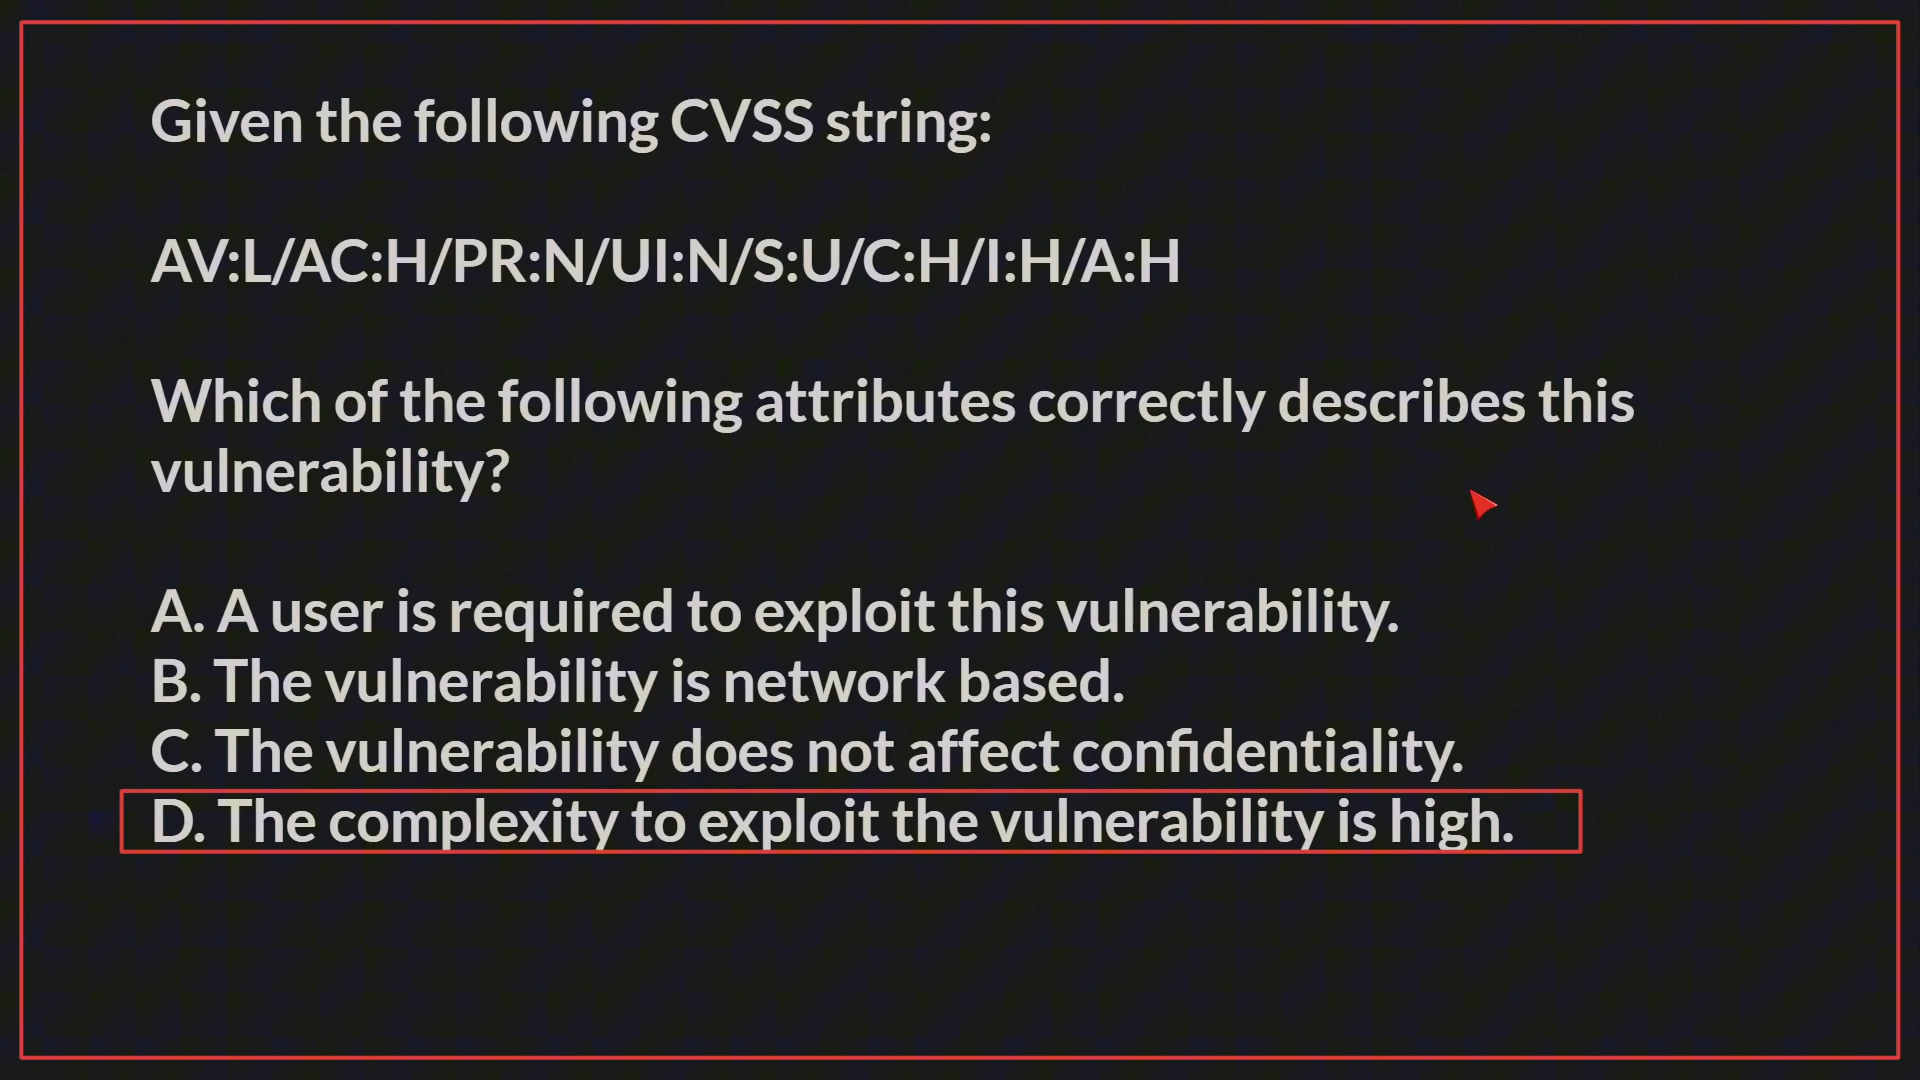 Given the following CVSS string:
AV:L/AC:H/PR:N/UI:N/S:U/C:H/I:H/A:H
Which of the following attributes correctly describes this
vulnerability?
A. A user is required to exploit this vulnerability.
B. The vulnerability is network based.
C. The vulnerability does not affect confidentiality.
D. The complexity to exploit the vulnerability is high.